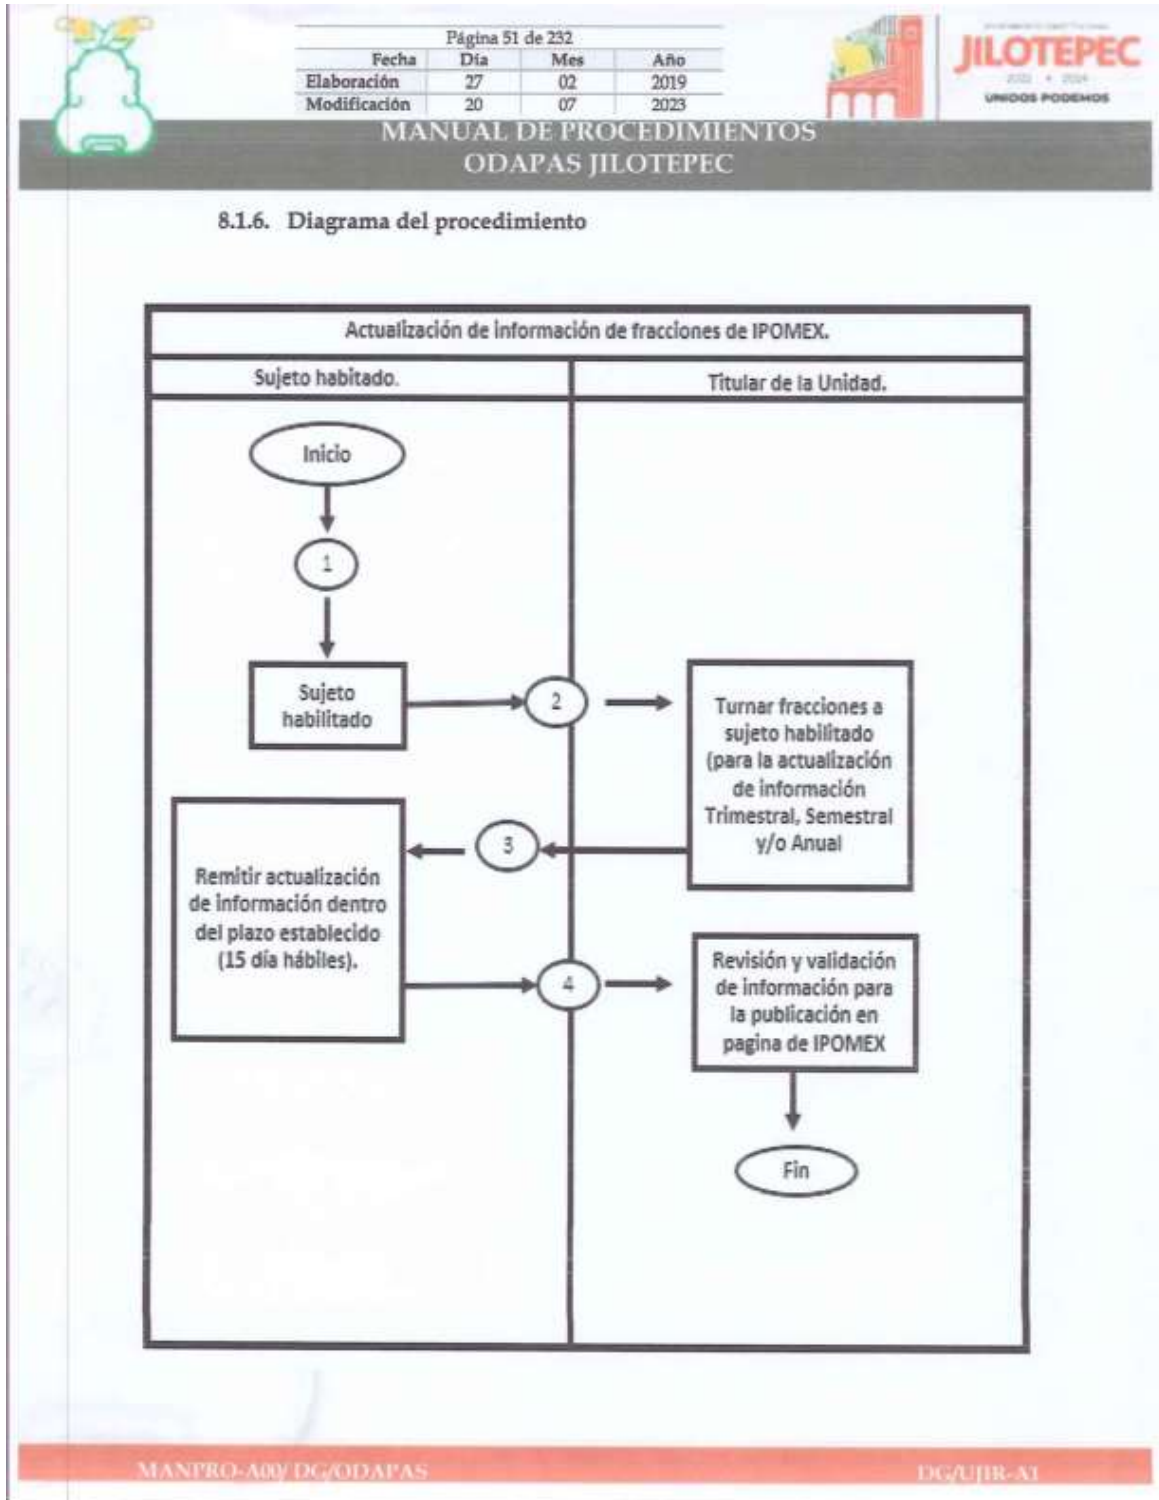 Página 51 de 232
Fecha Día Mes Año
Elaboración 27 02 2019
Modificación 20 07 2023
JILOTEPEC
UNIDOS PODEMOS
MANUAL DE PROCEDIMIENTOS
ODAPAS JILOTEPEC
8.1.6. Diagrama del procedimiento
Actualización de información de fracciones de IPOMEX.
Sujeto habitado.
Titular de la Unidad.
Inicio
1
Sujeto
habilitado
2
Turnar fracciones a
sujeto habilitado
(para la actualización
de información
Trimestral, Semestral
y/o Anual
3
Remitir actualización
de información dentro
del plazo establecido
(15 día hábiles).
4
Revisión y validación
de información para
la publicación en
pagina de IPOMEX
Fin
MANPRO-A00/ DG/ODAPAS